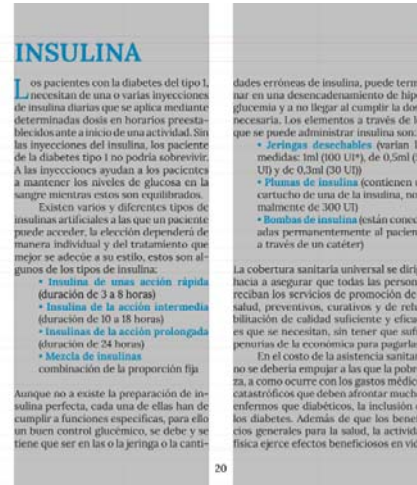 INSULINA
Los pacientes con la diabetes del tipo 1,
necesitan de una o varias inyecciones
de insulina diarias que se aplica mediante
determinadas dosis en horarios preesta-
blecidos ante a inicio de una actividad. Sin
las inyecciones del insulina, los paciente
de la diabetes tipo 1 no podría sobrevivir.
A las inyecciones ayudan a los pacientes
a mantener los niveles de glucosa en la
sangre mientras estos son equilibrados.
Existen varios y diferentes tipos de
insulinas artificiales a las que un paciente
puede acceder, la elección dependerá de
manera individual y del tratamiento que
mejor se adecúe a su estilo, estos son al-
gunos de los tipos de insulina:
• Insulina de unas acción rápida
(duración de 3 a 8 horas)
• Insulina de la acción intermedia
(duración de 10 a 18 horas)
• Insulinas de la acción prolongada
(duración de 24 horas)
• Mezcla de insulinas
combinación de la proporción fija
Aunque no a existe la preparación de in-
sulina perfecta, cada una de ellas han de
cumplir a funciones específicas, para ello
un buen control glucémico, se debe y se
tiene que ser en las o la jeringa o la canti-
dades erróneas de insulina, puede term
nar en una desencadenamiento de hip
glucemia y a no llegar al cumplir la dos
necesaria. Los elementos a través de l
que se puede administrar insulina son:
• Jeringas desechables (varían l
medidas: 1ml (100 UI*), de 0,5ml (
UI) y de 0,3ml (30 UI))
• Plumas de insulina (contienen
cartucho de una de la insulina, no
malmente de 300 UI)
• Bombas de insulina (están conec
adas permanentemente al pacien
a través de un catéter)
La cobertura sanitaria universal se diri
hacia a asegurar que todas las person
reciban los servicios de promoción de
salud, preventivos, curativos y de reh
bilitación de calidad suficiente y efica
es que se necesitan, sin tener que sufi
penurias de la económica para pagarla
En el costo de la asistencia sanitar
no se debería empujar a las que la pobr
za, a como ocurre con los gastos médic
catastróficos que deben afrontar mucho
enfermos que diabéticos, la inclusión
los diabetes. Además de que los benef
cios generales para la salud, la activida
física ejerce efectos beneficiosos en vid
20